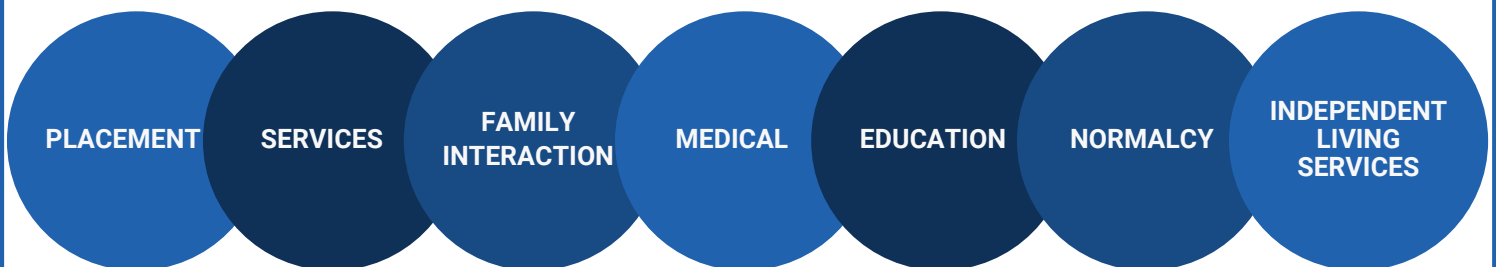 PLACEMENT
SERVICES
FAMILY
INTERACTION
MEDICAL
EDUCATION
NORMALCY
INDEPENDENT
LIVING
SERVICES